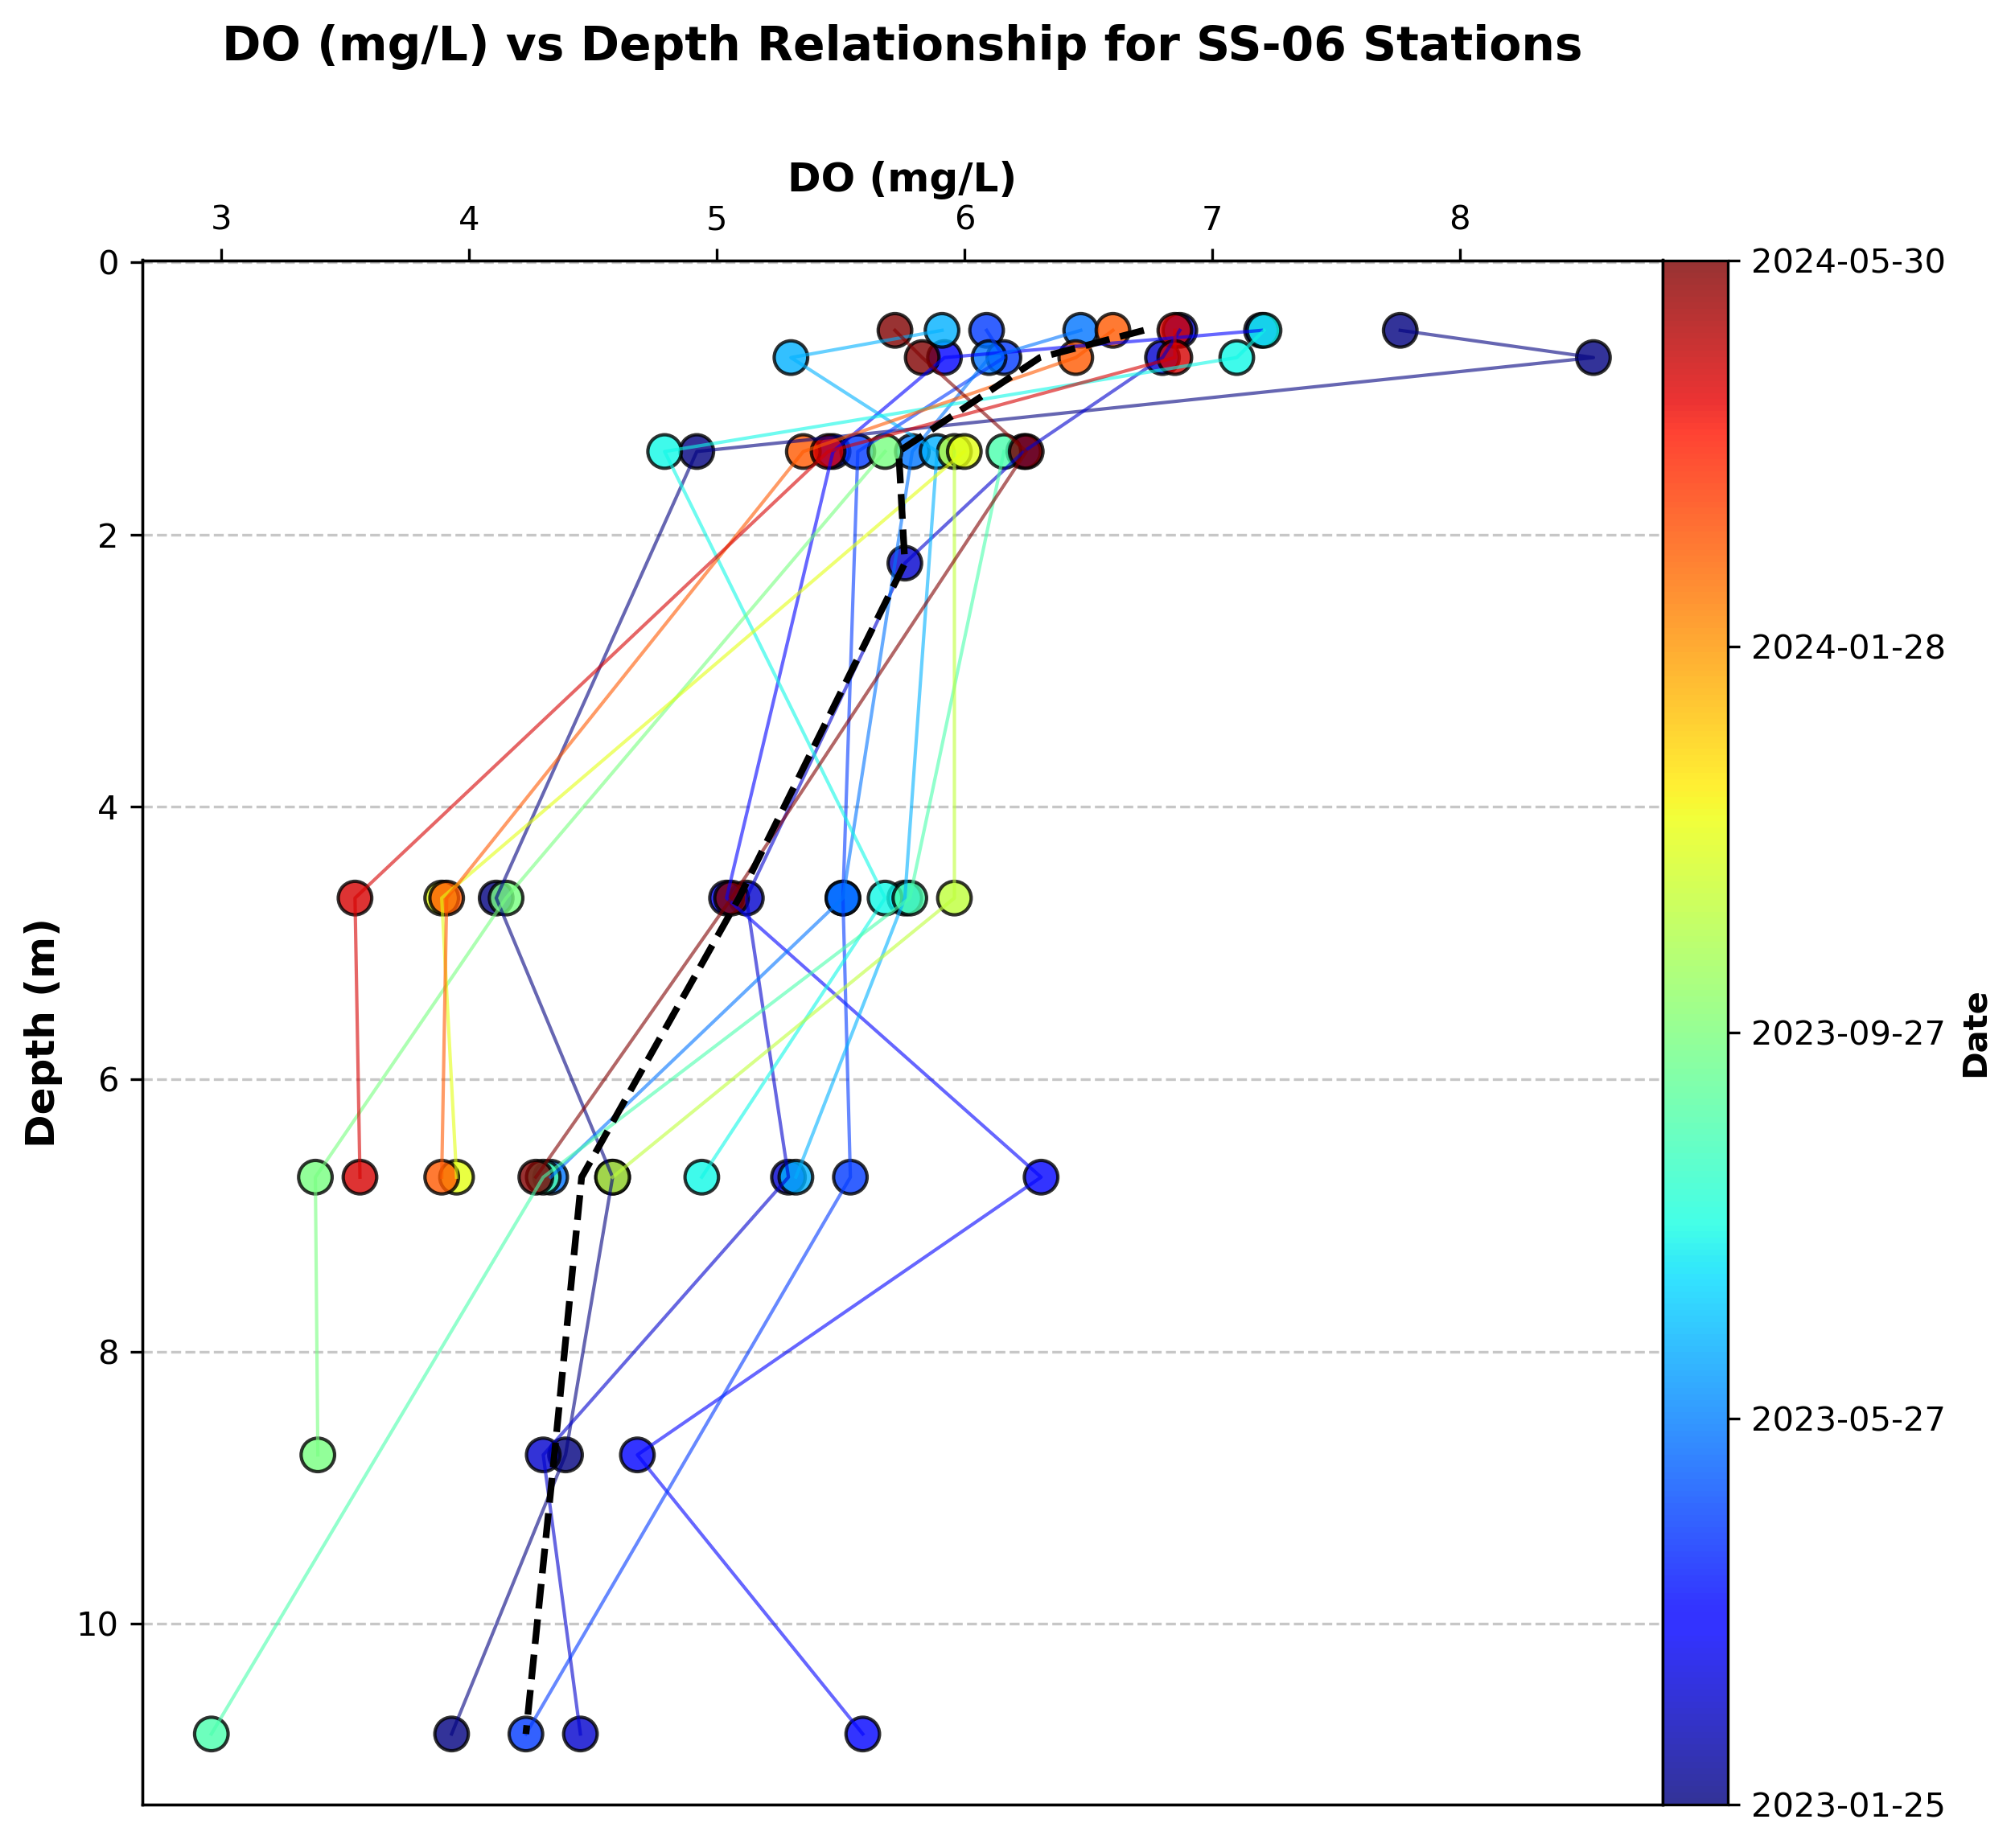 DO (mg/L) vs Depth Relationship for SS-06 Stations
DO (mg/L)
3 4 5 6 7 8
0
2
4
6
8
10
Depth (m)
2024-05-30
2024-01-28
2023-09-27
2023-05-27
2023-01-25
Date